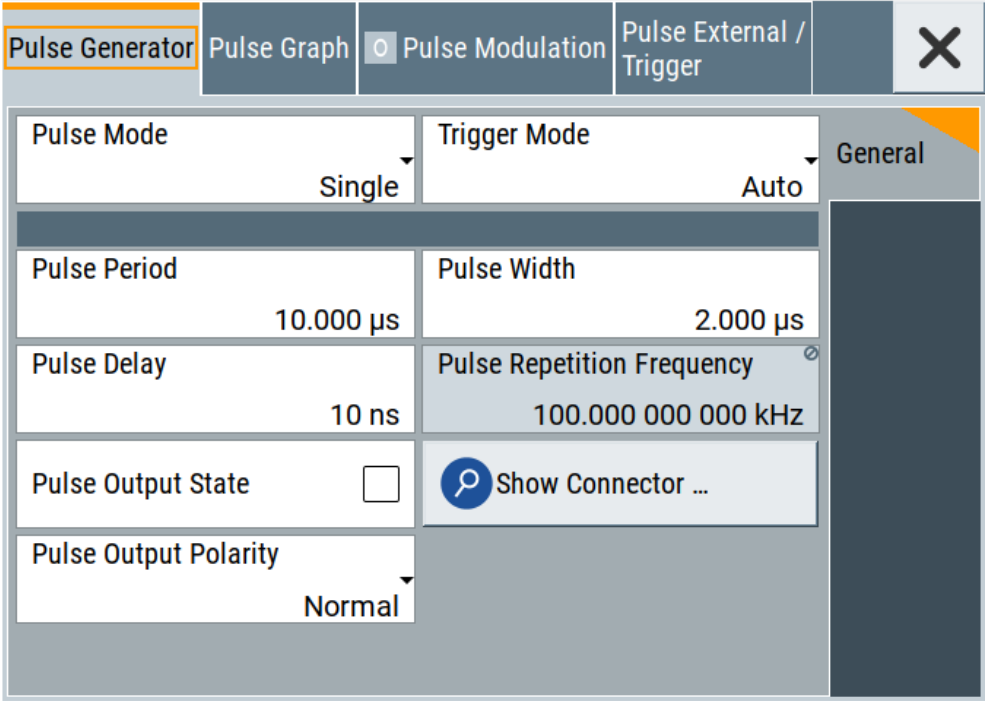 Pulse Generator
Pulse Graph
0 Pulse Modulation
Pulse External /
Trigger
Pulse Mode
Single
Trigger Mode
Auto
General
Pulse Period
10.000 µs
Pulse Width
2.000 µs
Pulse Delay
10 ns
Pulse Repetition Frequency
100.000 000 000 kHz
Pulse Output State
Show Connector ...
Pulse Output Polarity
Normal